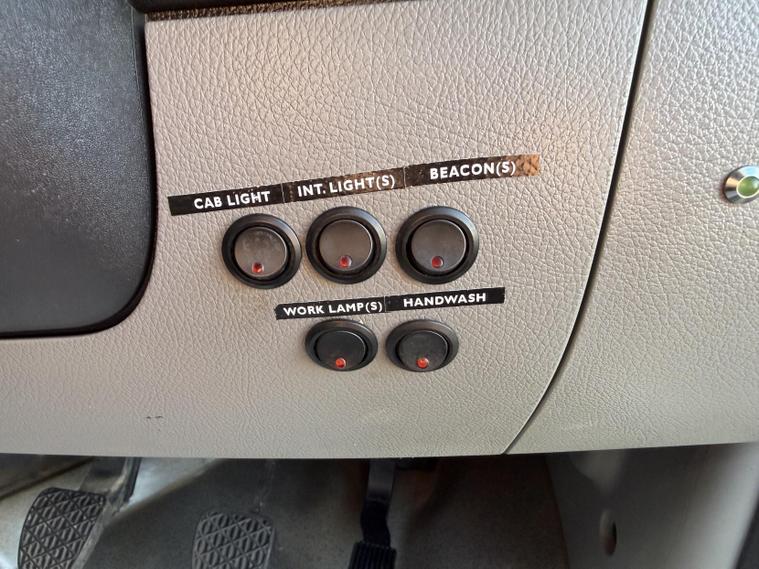 CAB LIGHT INT. LIGHT(S) BEACON(S)
WORK LAMP(S) HANDWASH